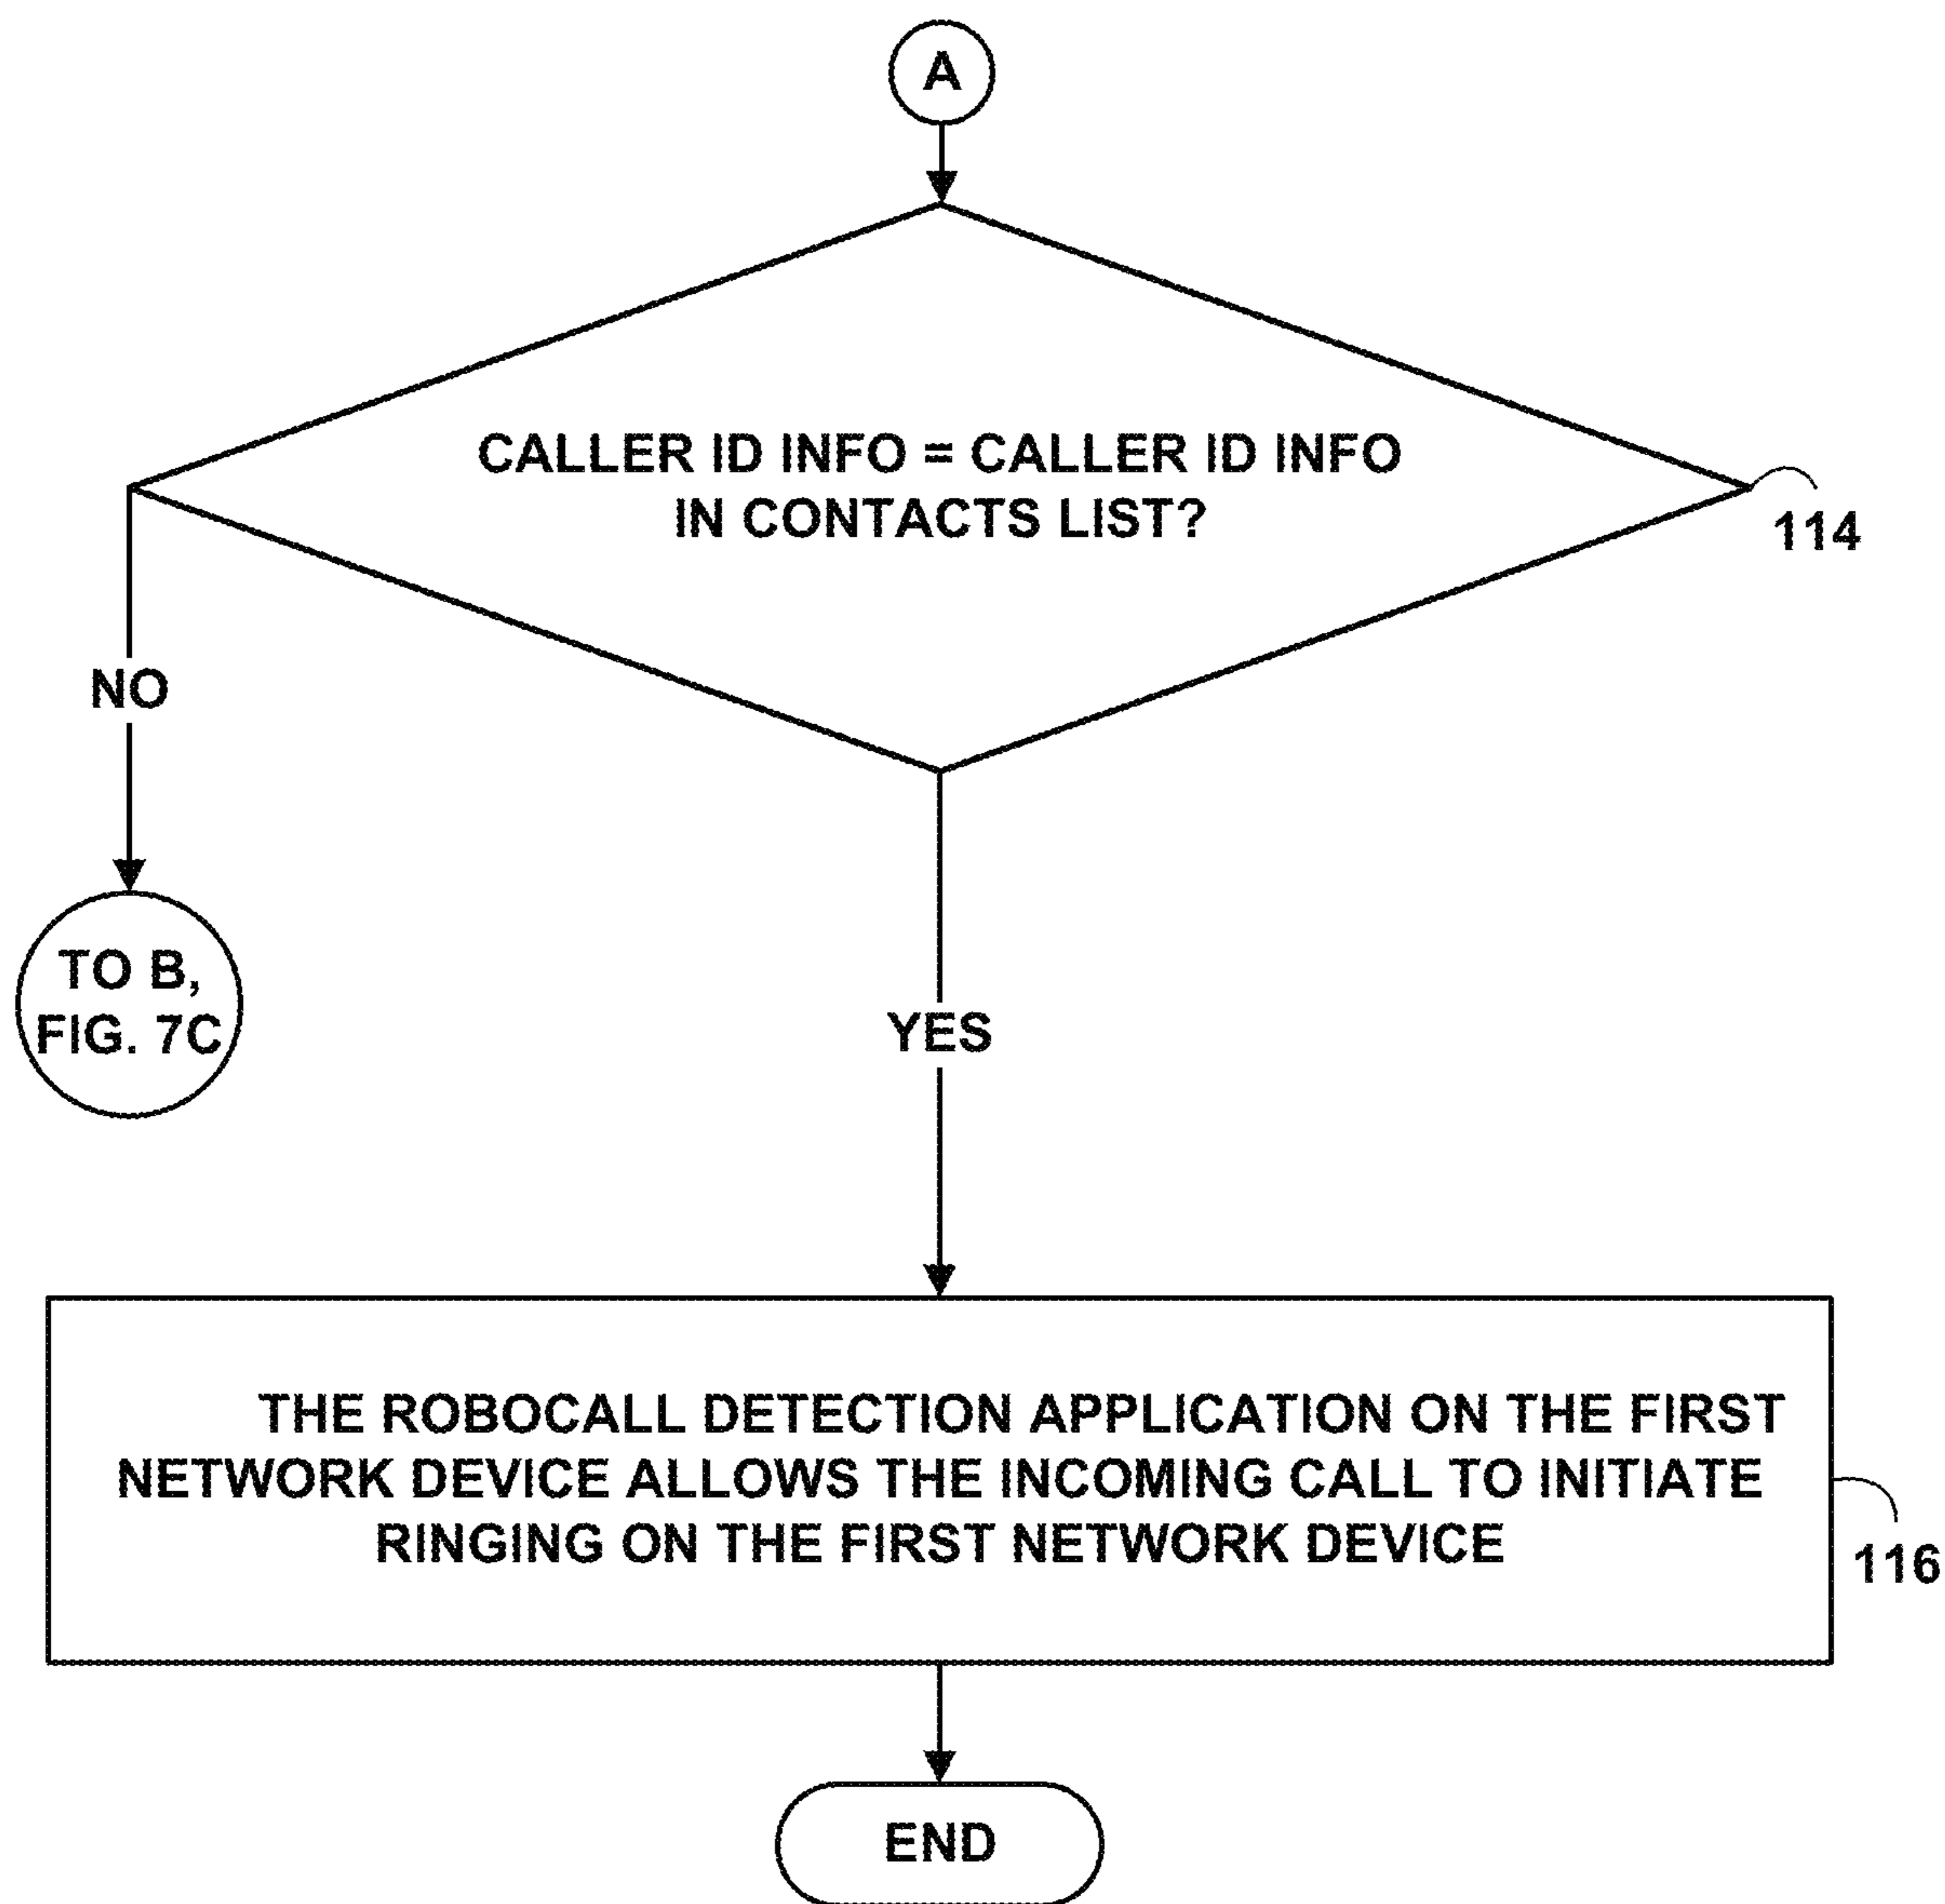 A
CALLER ID INFO = CALLER ID INFO
IN CONTACTS LIST?
114
NO
TO B,
FIG. 7C
YES
THE ROBOCALL DETECTION APPLICATION ON THE FIRST
NETWORK DEVICE ALLOWS THE INCOMING CALL TO INITIATE
RINGING ON THE FIRST NETWORK DEVICE
116
END